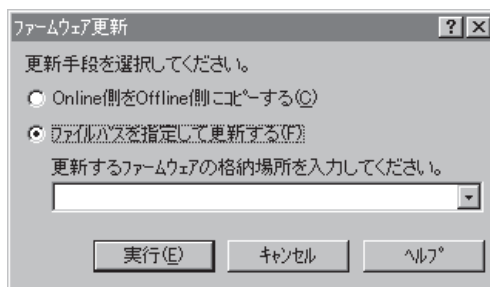 ファームウェア更新
更新手段を選択してください。
Online側をOffline側にコピーする(C)
ファイルパスを指定して更新する(F)
更新するファームウェアの格納場所を入力してください。
実行(E) キャンセル ヘルプ